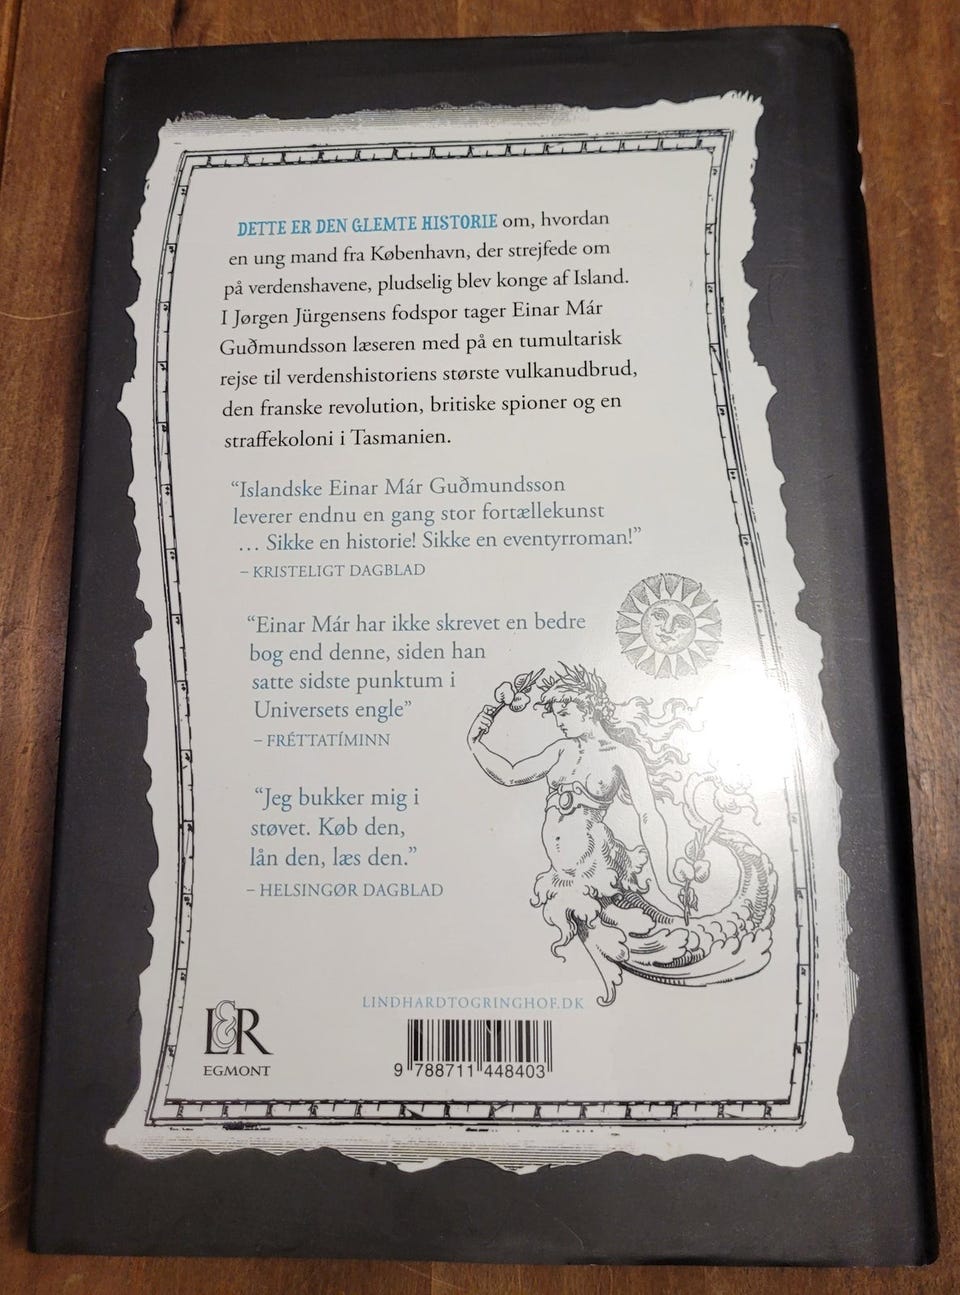 DETTE ER DEN GLEMTE HISTORIE om, hvordan
en ung mand fra København, der strejfede om
på verdenshavene, pludselig blev konge af Island.
I Jørgen Jürgensens fodspor tager Einar Már
Guðmundsson læseren med på en tumultarisk
rejse til verdenshistoriens største vulkanudbrud,
den franske revolution, britiske spioner og en
straffekoloni i Tasmanien.
“Islandske Einar Már Guðmundsson
leverer endnu en gang stor fortællekunst
… Sikke en historie! Sikke en eventyrroman!”
– KRISTELIGT DAGBLAD
“Einar Már har ikke skrevet en bedre
bog end denne, siden han
satte sidste punktum i
Universets engle”
– FRÉTTATÍMINN
“Jeg bukker mig i
støvet. Køb den,
lån den, læs den.”
– HELSINGØR DAGBLAD
LINDHARDTOGRINGHOF.DK
L&R
EGMONT
9 788711 448403